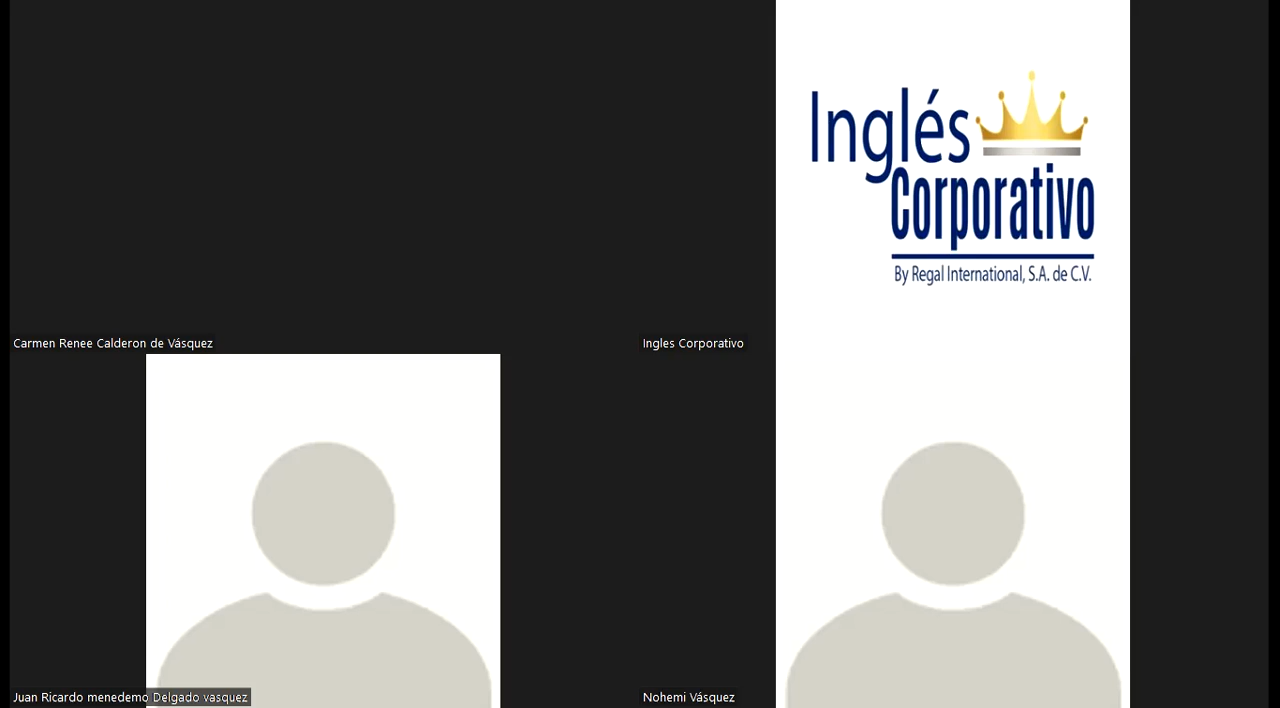 Inglés
Corporativo
By Regal International, S.A. de C.V.
Carmen Renee Calderon de Vásquez
Ingles Corporativo
Juan Ricardo menedemo Delgado vasquez
Nohemi Vásquez